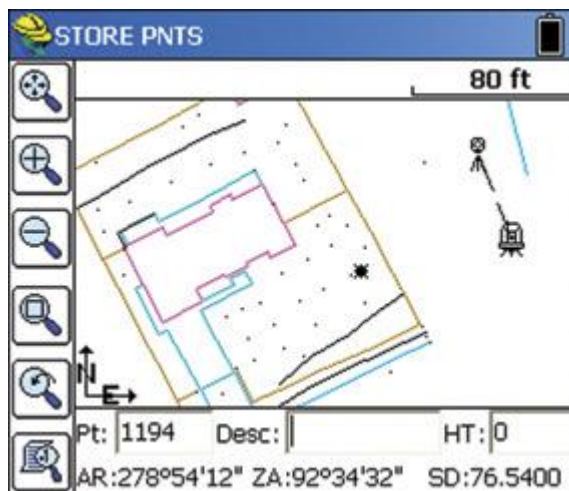 STORE PNTS
80 ft
N
E
Pt: 1194 Desc: HT: 0
AR:278°54'12" ZA:92°34'32" SD:76.5400